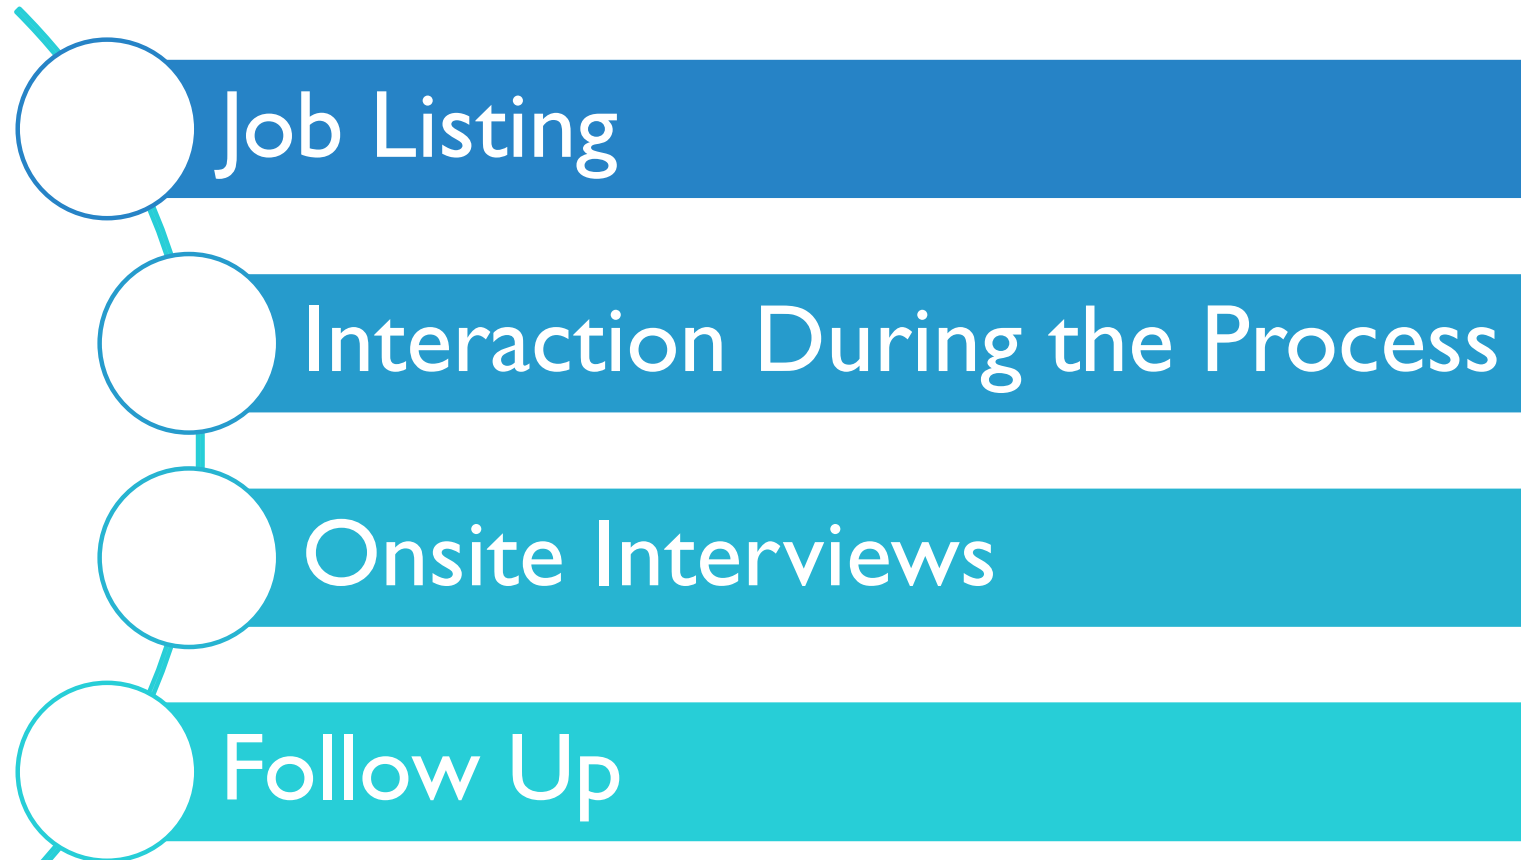 Job Listing
Interaction During the Process
Onsite Interviews
Follow Up